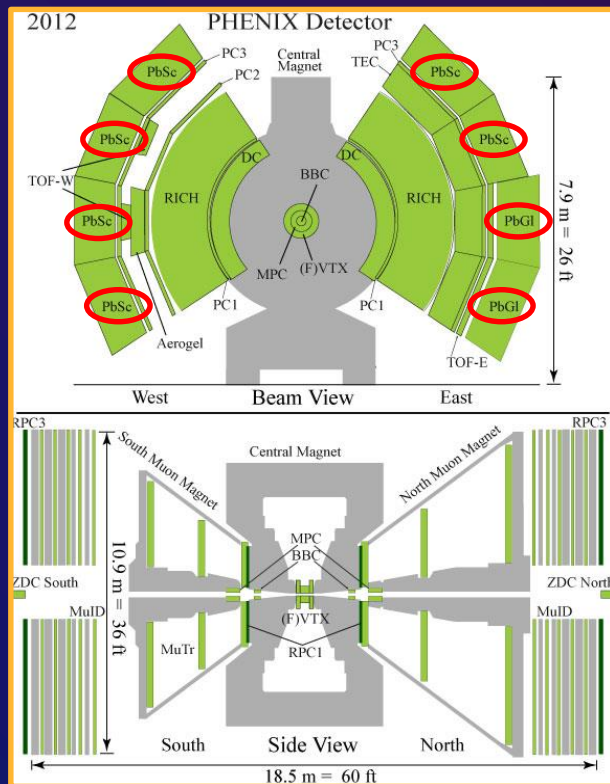 2012
PHENIX Detector
Central
Magnet
PC3
PC2
PC3
TEC
PbSc
PbSc
PbSc
PbSc
TOF-W
RICH
DC
BBC
DC
RICH
PbSc
PbSc
PbGl
PbGl
MPC
(F)VTX
PC1
PC1
Aerogel
TOF-E
7.9 m = 26 ft
West
Beam View
East
RPC3
South Muon Magnet
Central Magnet
North Muon Magnet
RPC3
MPC
BBC
10.9 m = 36 ft
ZDC South
ZDC North
MuID
(F)VTX
MuID
MuTr
RPC1
South
Side View
North
18.5 m = 60 ft